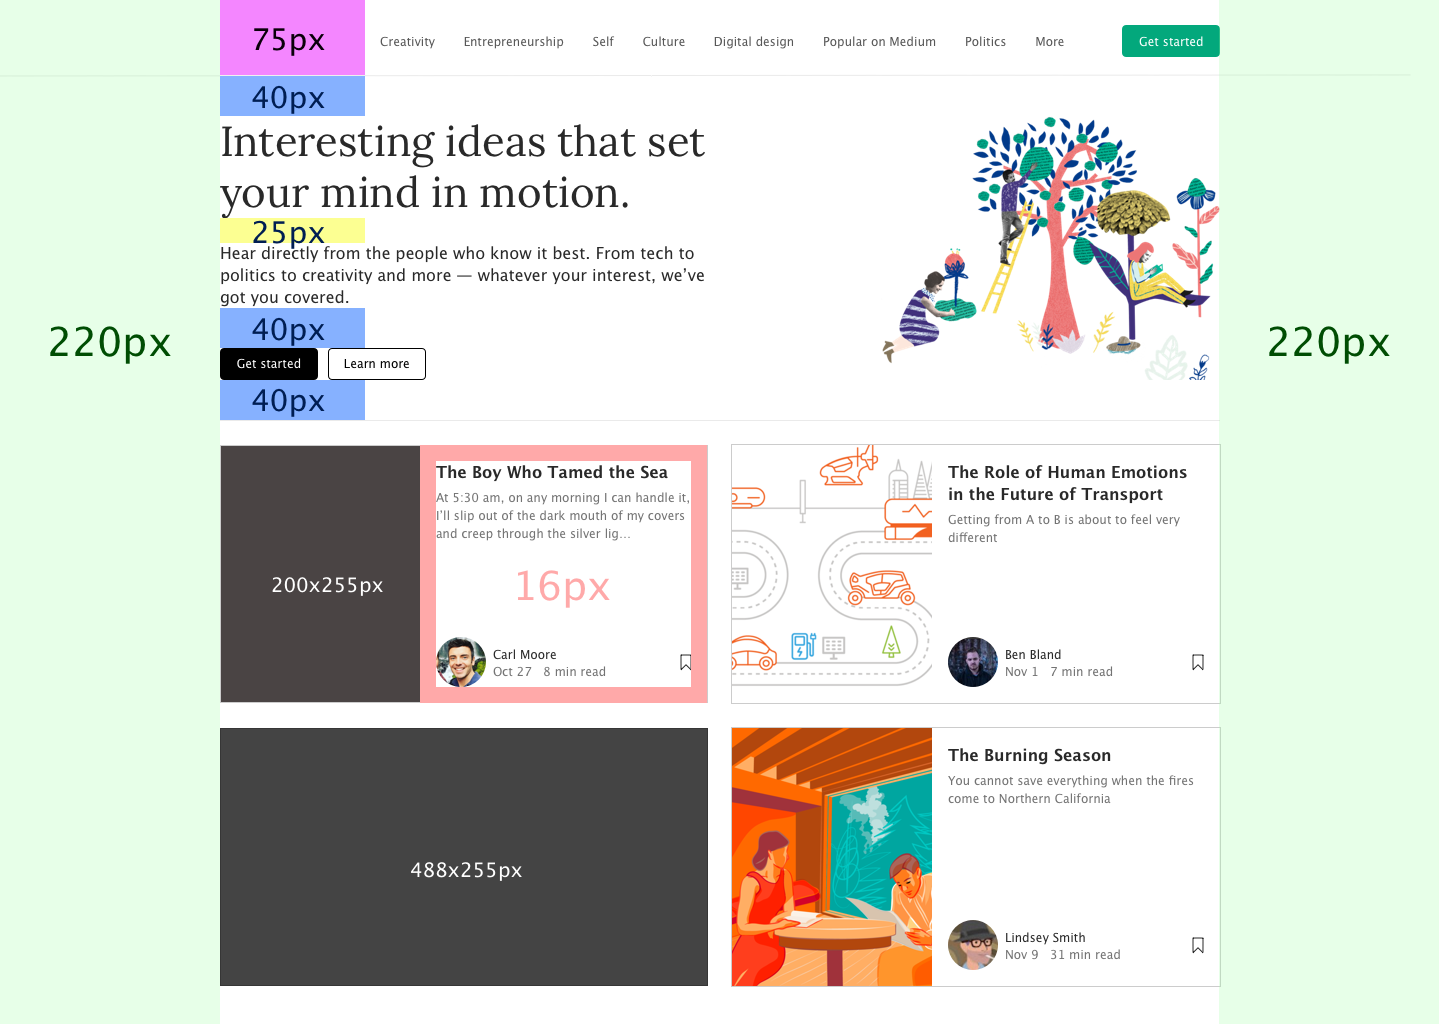 75px
Creativity Entrepreneurship Self Culture Digital design Popular on Medium Politics More Get started
40px
Interesting ideas that set
your mind in motion.
25px
Hear directly from the people who know it best. From tech to
politics to creativity and more — whatever your interest, we’ve
got you covered.
220px
40px
220px
Get started Learn more
40px
200x255px
The Boy Who Tamed the Sea
At 5:30 am, on any morning I can handle it,
I’ll slip out of the dark mouth of my covers
and creep through the silver lig…
16px
Carl Moore
Oct 27 8 min read
The Role of Human Emotions
in the Future of Transport
Getting from A to B is about to feel very
different
Ben Bland
Nov 1 7 min read
488x255px
The Burning Season
You cannot save everything when the fires
come to Northern California
Lindsey Smith
Nov 9 31 min read